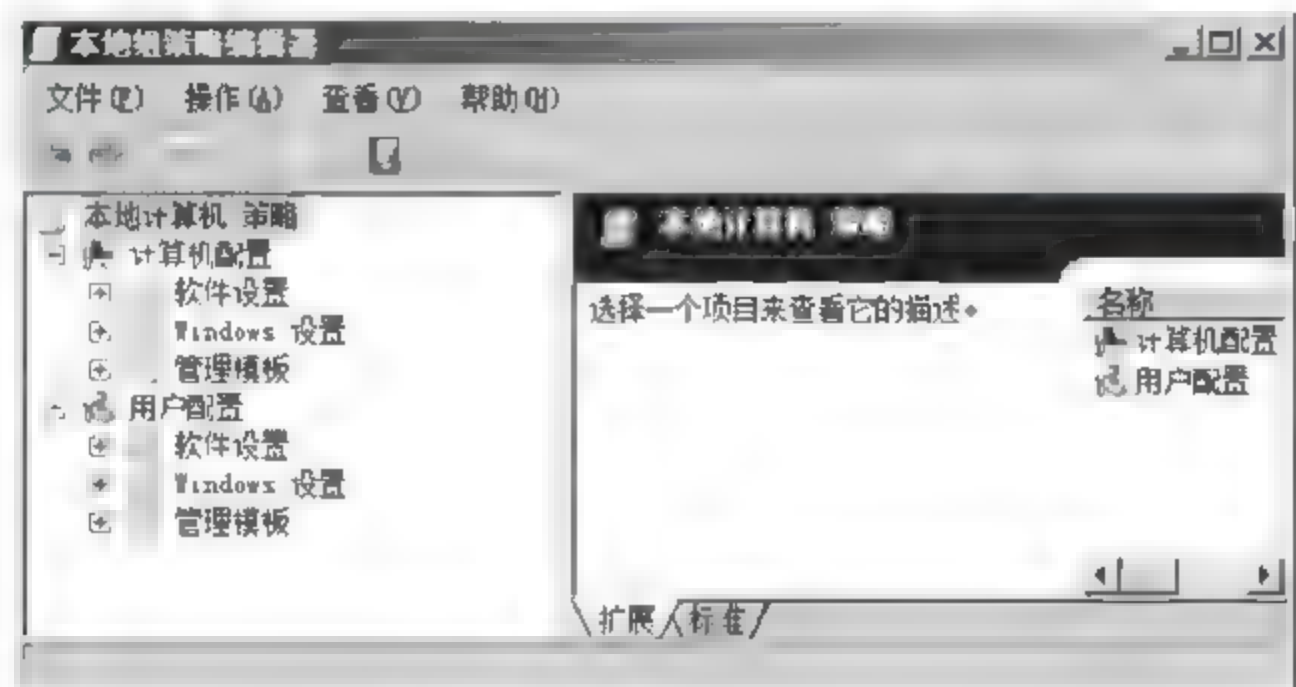 本地组策略编辑器
文件(F) 操作(A) 查看(V) 帮助(H)
本地计算机 策略
计算机配置
软件设置
Windows 设置
管理模板
用户配置
软件设置
Windows 设置
管理模板
本地计算机 策略
选择一个项目来查看它的描述。
名称
计算机配置
用户配置
扩展 标准